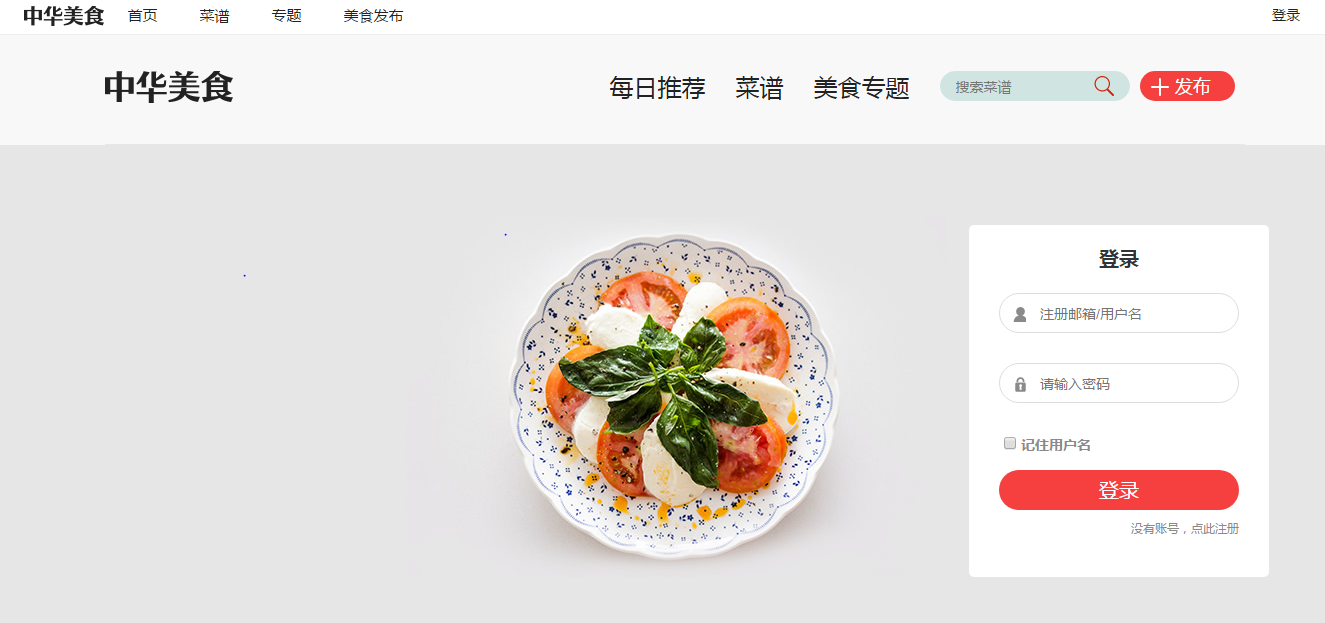 中华美食 首页 菜谱 专题 美食发布 登录
中华美食 每日推荐 菜谱 美食专题 搜索菜谱 发布
登录
注册邮箱/用户名
请输入密码
记住用户名
登录
没有账号，点此注册